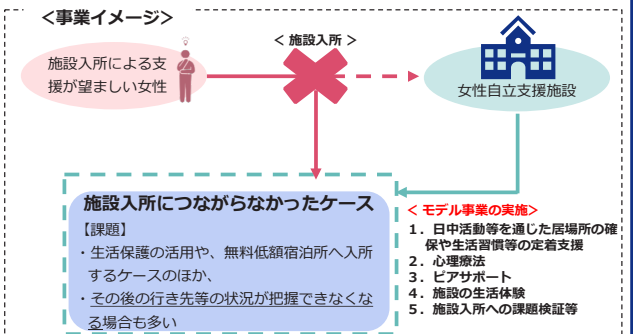 ＜事業イメージ＞
施設入所による支
援が望ましい女性
＜ 施設入所 ＞
女性自立支援施設
施設入所につながらなかったケース
【課題】
・生活保護の活用や、無料低額宿泊所へ入所
するケースのほか、
・その後の行き先等の状況が把握できなくな
る場合も多い
＜ モデル事業の実施＞
１．日中活動等を通じた居場所の確
保や生活習慣等の定着支援
２．心理療法
３．ピアサポート
４．施設の生活体験
５．施設入所への課題検証等